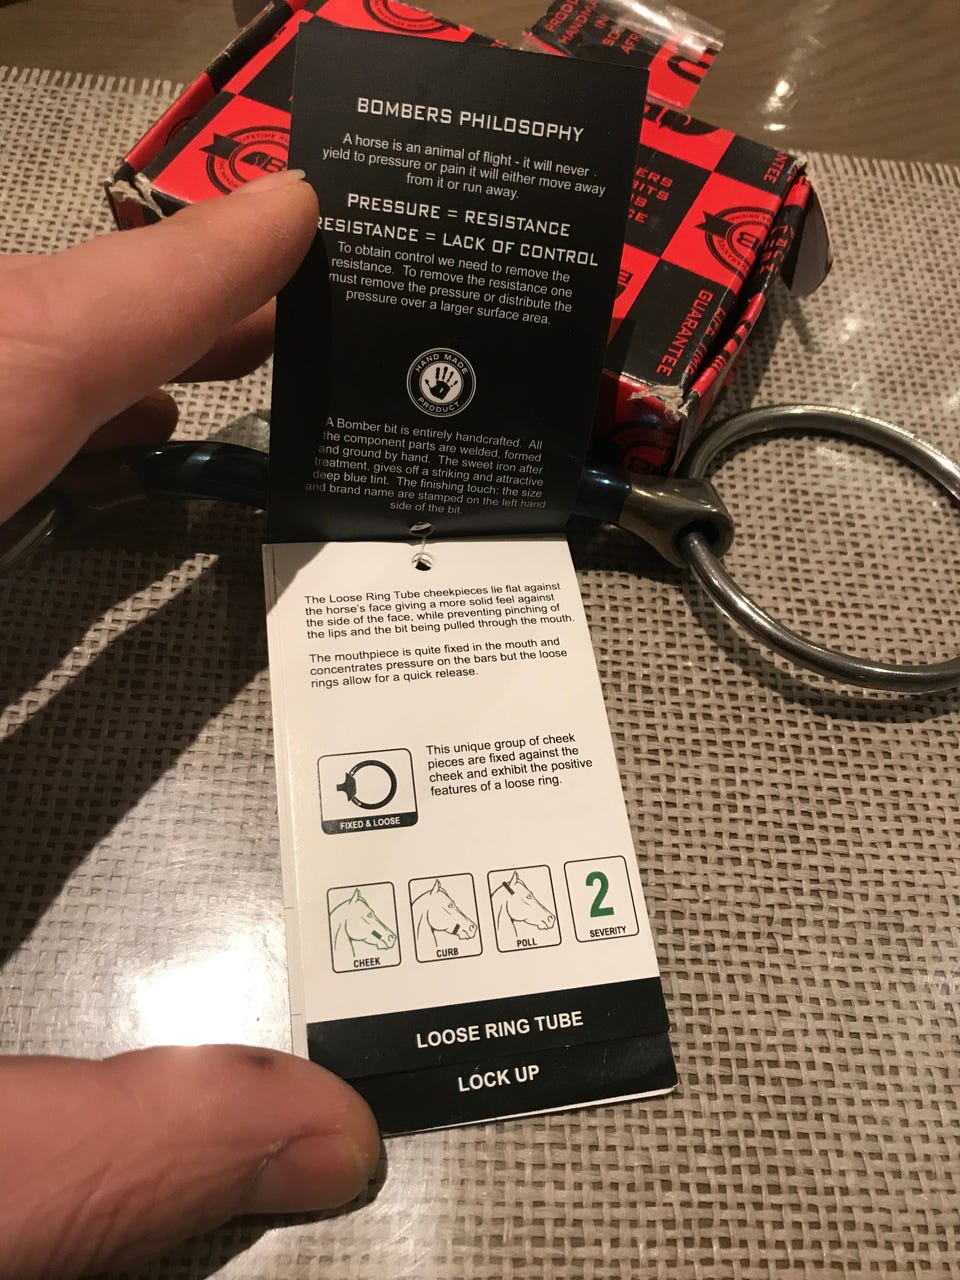 PRODU
HANDMA
IN
SO
AFR
LIFETIME
BOMBERS PHILOSOPHY
A horse is an animal of flight - it will never
yield to pressure or pain it will either move away
from it or run away.
PRESSURE = RESISTANCE
RESISTANCE = LACK OF CONTROL
To obtain control we need to remove the
resistance. To remove the resistance one
must remove the pressure or distribute the
pressure over a larger surface area.
HAND MADE
PRODUCT
A Bomber bit is entirely handcrafted. All
the component parts are welded, formed
and ground by hand. The sweet iron after
treatment, gives off a striking and attractive
deep blue tint. The finishing touch: the size
and brand name are stamped on the left hand
side of the bit.
ERS
BITS
GUARANTEE
The Loose Ring Tube cheekpieces lie flat against
the horse's face giving a more solid feel against
the side of the face, while preventing pinching of
the lips and the bit being pulled through the mouth.
The mouthpiece is quite fixed in the mouth and
concentrates pressure on the bars but the loose
rings allow for a quick release.
This unique group of cheek
pieces are fixed against the
cheek and exhibit the positive
features of a loose ring.
FIXED & LOOSE
CHEEK
CURB
POLL
2
SEVERITY
LOOSE RING TUBE
LOCK UP